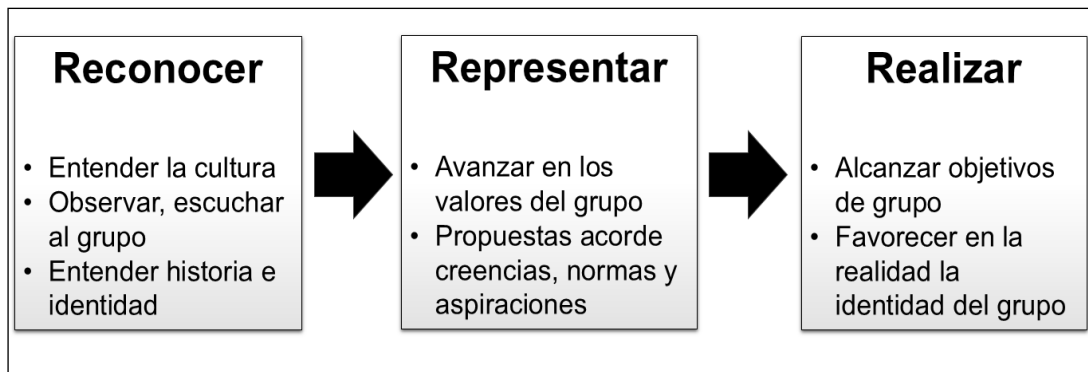 Reconocer
• Entender la cultura
• Observar, escuchar
al grupo
• Entender historia e
identidad
Representar
• Avanzar en los
valores del grupo
• Propuestas acorde
creencias, normas y
aspiraciones
Realizar
• Alcanzar objetivos
de grupo
• Favorecer en la
realidad la
identidad del grupo